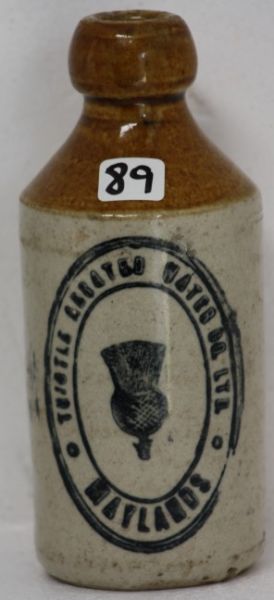 89
THISTLE AERATED WATER CO. LTD.
MAYLANDS